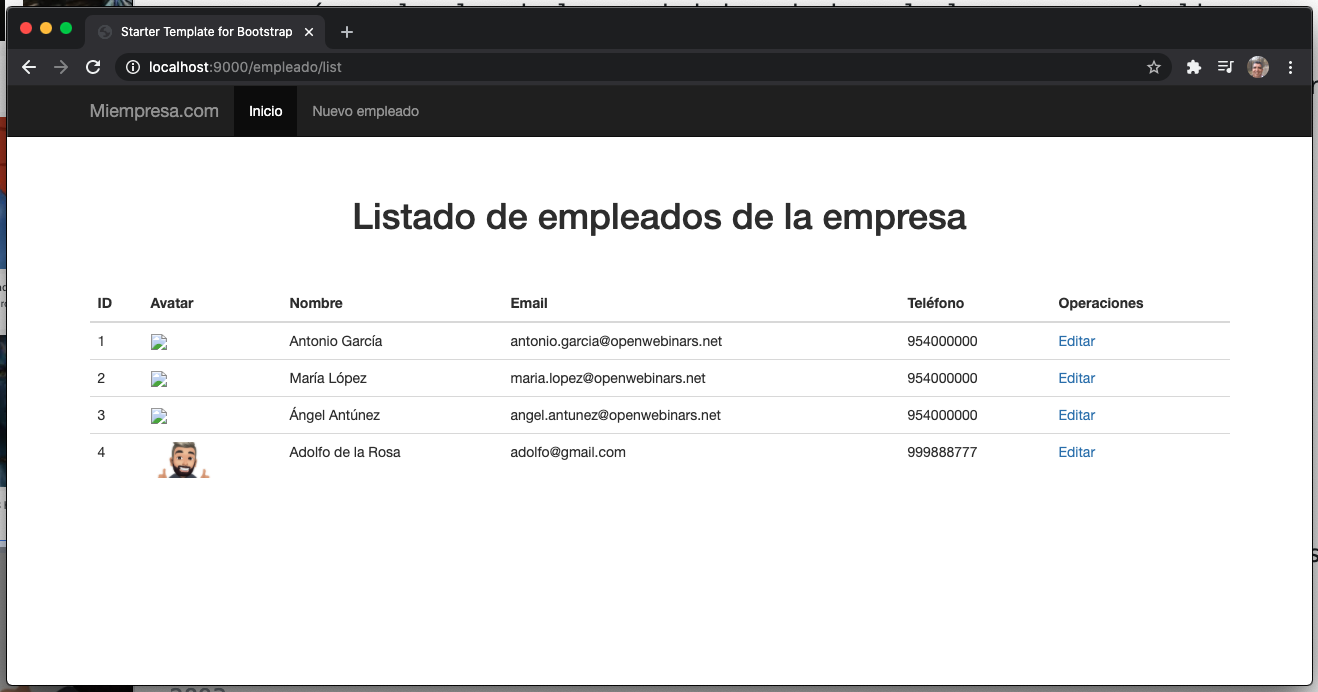 Starter Template for Bootstrap
localhost:9000/empleado/list
Miempresa.com Inicio Nuevo empleado
Listado de empleados de la empresa
ID Avatar Nombre Email Teléfono Operaciones
1 Antonio García antonio.garcia@openwebinars.net 954000000 Editar
2 María López maria.lopez@openwebinars.net 954000000 Editar
3 Ángel Antúnez angel.antunez@openwebinars.net 954000000 Editar
4 Adolfo de la Rosa adolfo@gmail.com 999888777 Editar